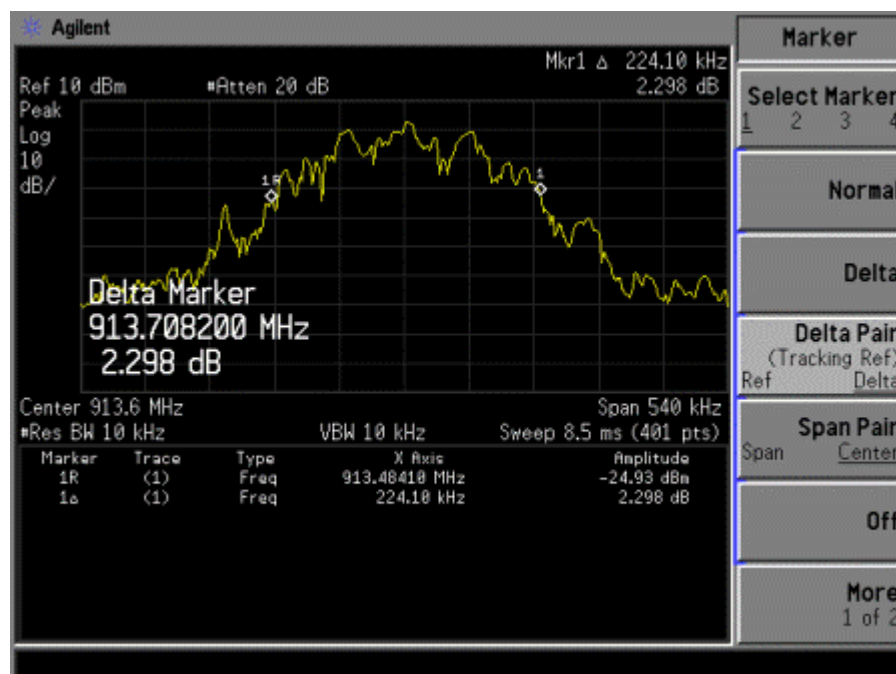 Agilent
Mkr1 Δ 224.10 kHz
Ref 10 dBm #Atten 20 dB 2.298 dB
Peak
Log
10
dB/
1R
1
Delta Marker
913.708200 MHz
2.298 dB
Center 913.6 MHz Span 540 kHz
#Res BW 10 kHz VBW 10 kHz Sweep 8.5 ms (401 pts)
Marker Trace Type X Axis Amplitude
1R (1) Freq 913.48410 MHz -24.93 dBm
1Δ (1) Freq 224.10 kHz 2.298 dB
Marker
Select Marker
1 2 3 4
Normal
Delta
Delta Pair
(Tracking Ref)
Ref Delta
Span Pair
Span Center
Off
More
1 of 2